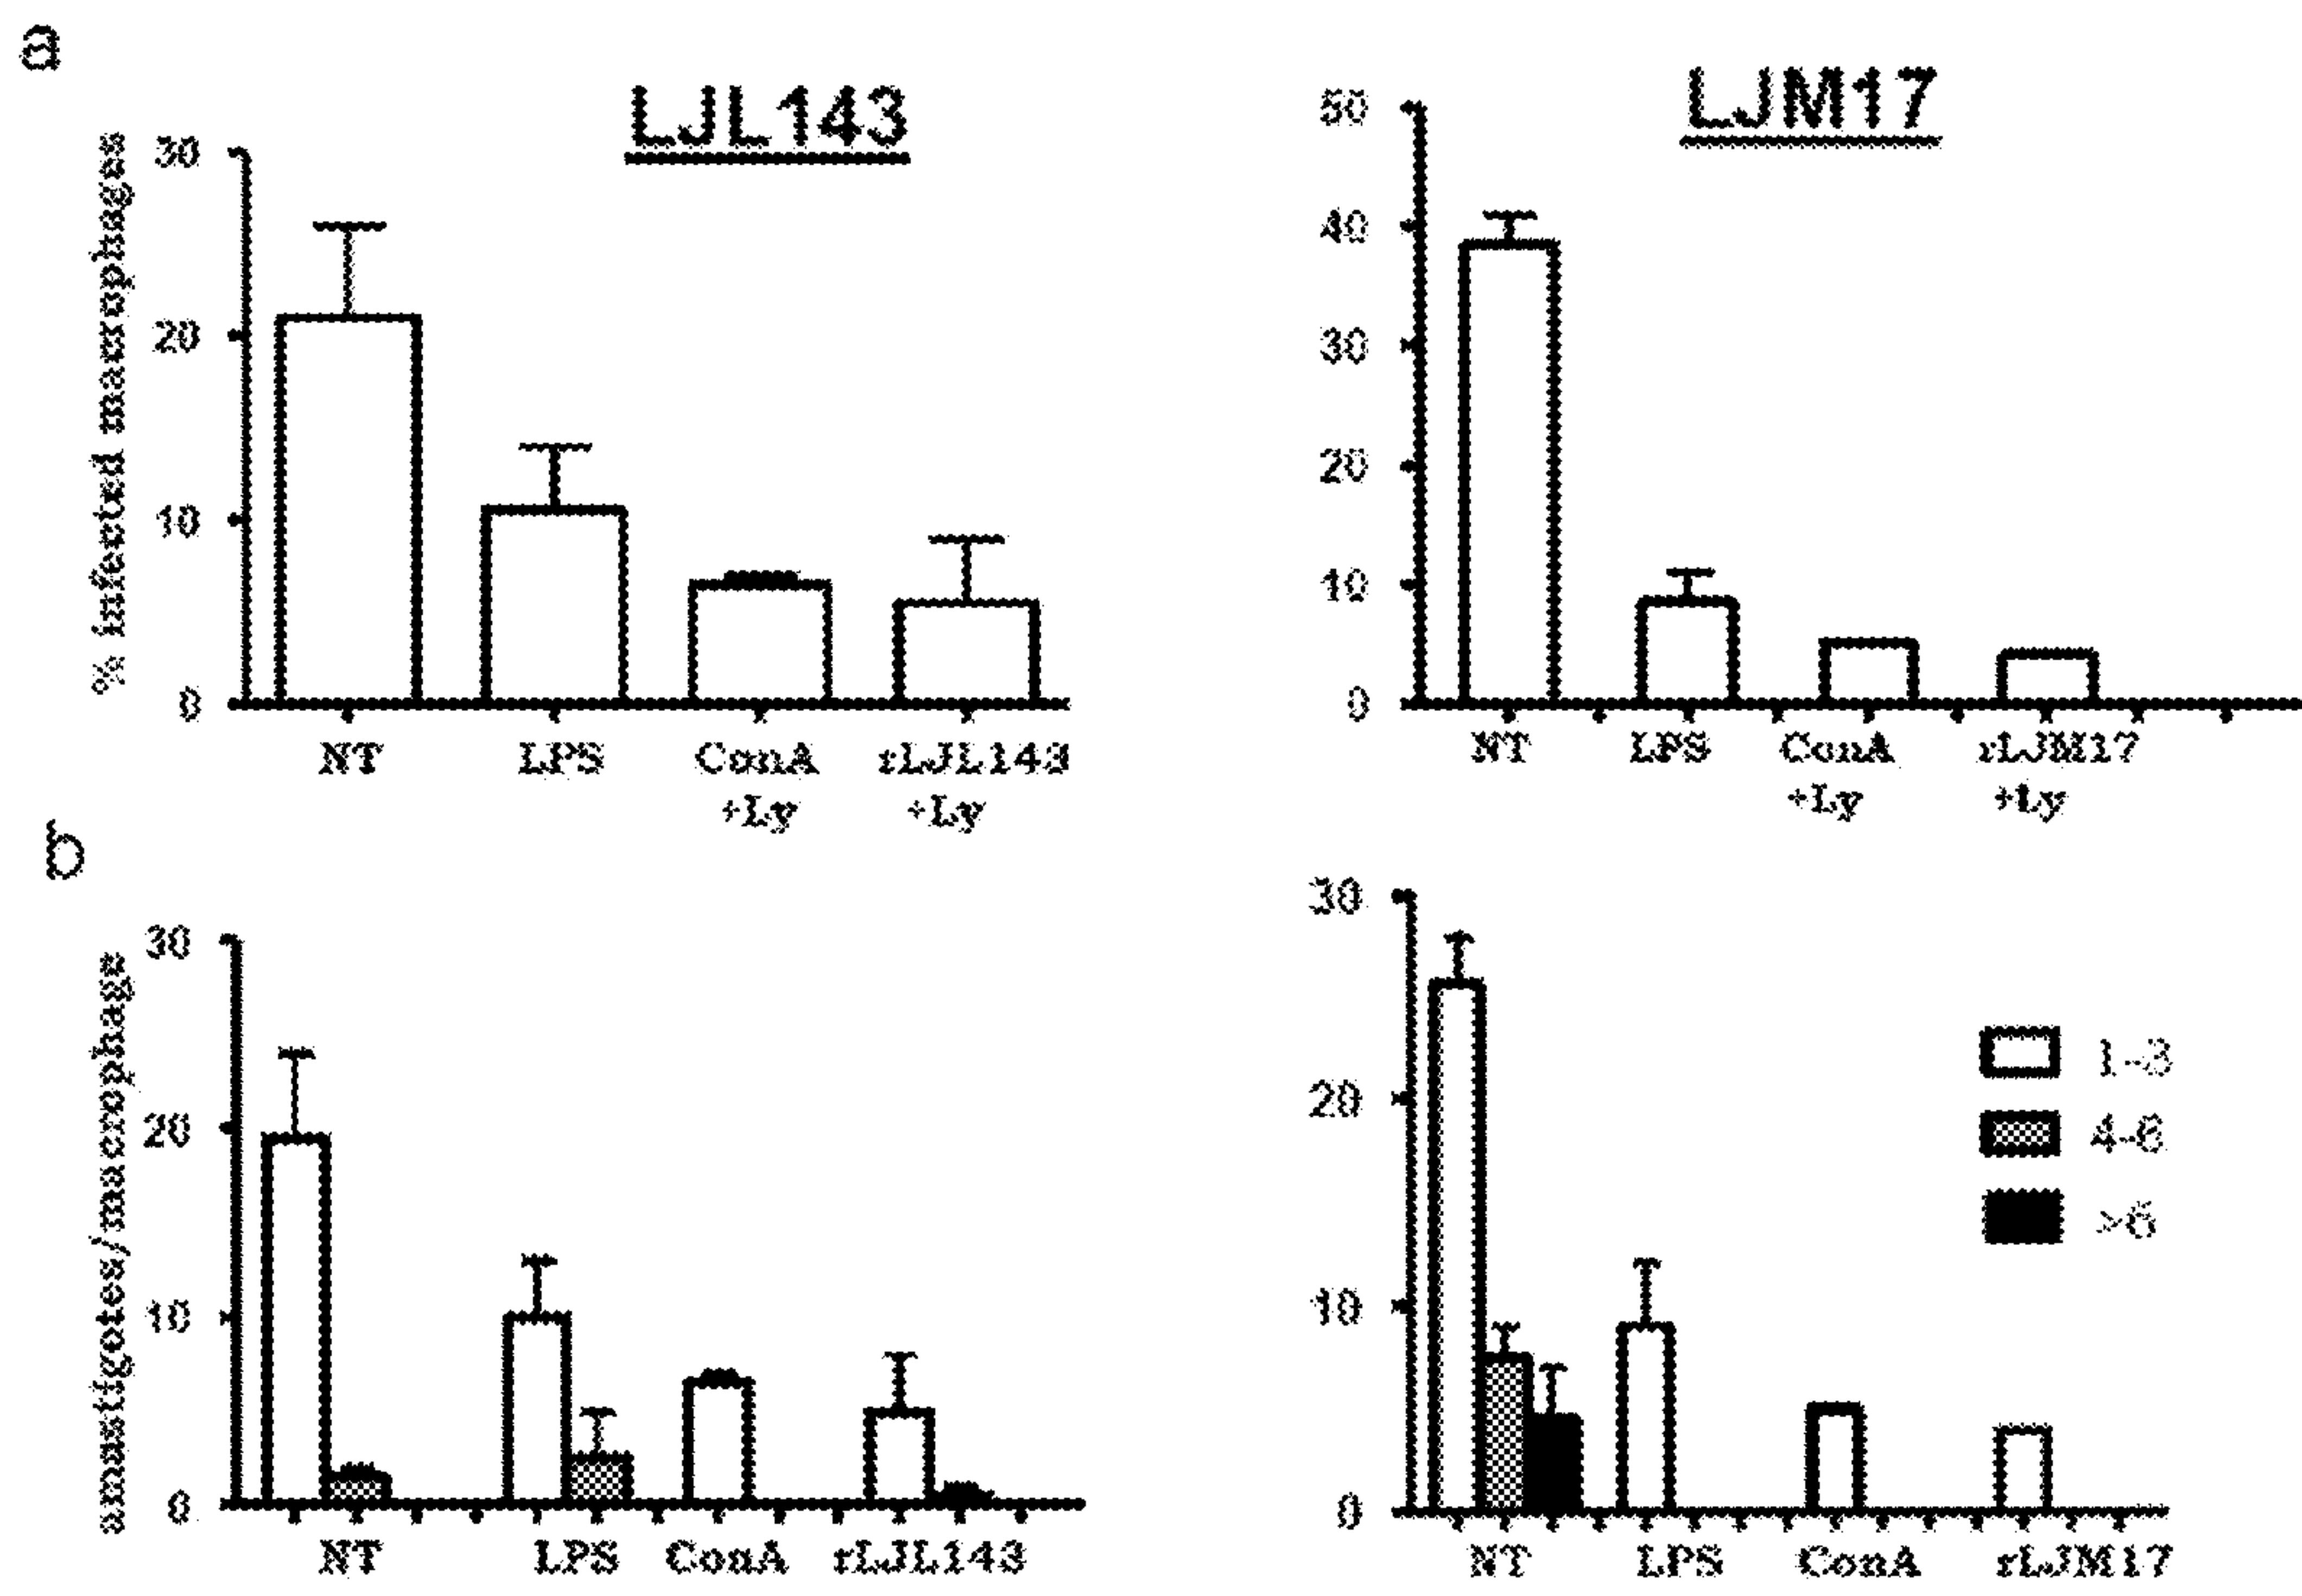 a
LJL143
% infected macrophages
30
20
10
0
NT LPS ConA rLJL143
+Ly +Ly
LJM17
50
40
30
20
10
0
NT LPS ConA rLJM17
+Ly +Ly
b
amastigotes/macrophage
30
20
10
0
NT LPS ConA rLJL143
30
20
10
0
NT LPS ConA rLJM17
1-3
4-6
>6